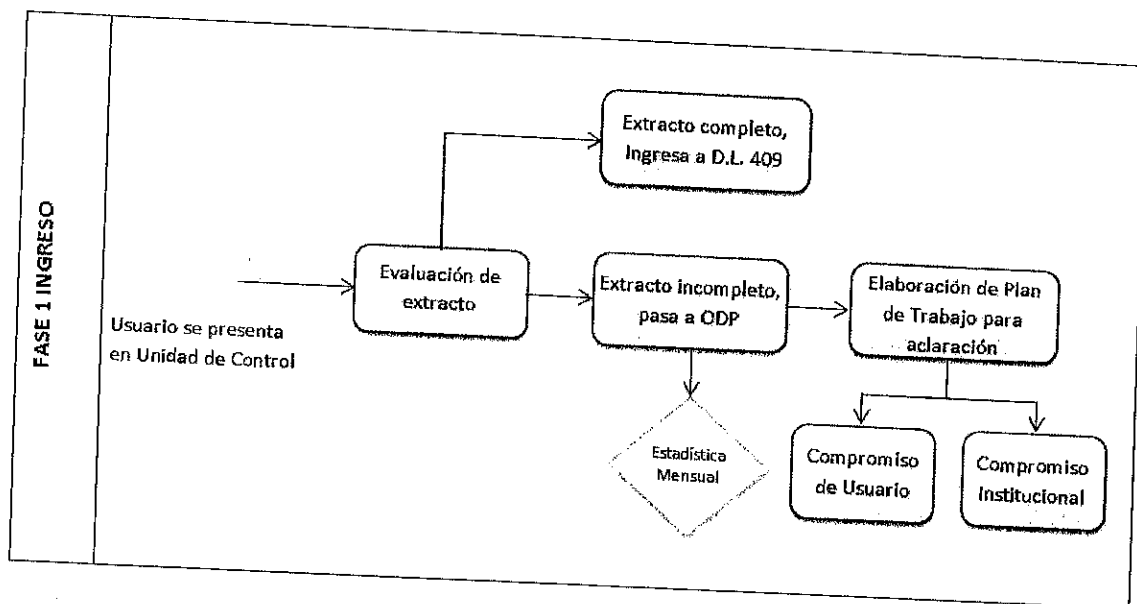 FASE 1 INGRESO
Extracto completo,
Ingresa a D.L. 409
Evaluación de
extracto
Extracto incompleto,
pasa a ODP
Elaboración de Plan
de Trabajo para
aclaración
Usuario se presenta
en Unidad de Control
Estadística
Mensual
Compromiso
de Usuario
Compromiso
Institucional